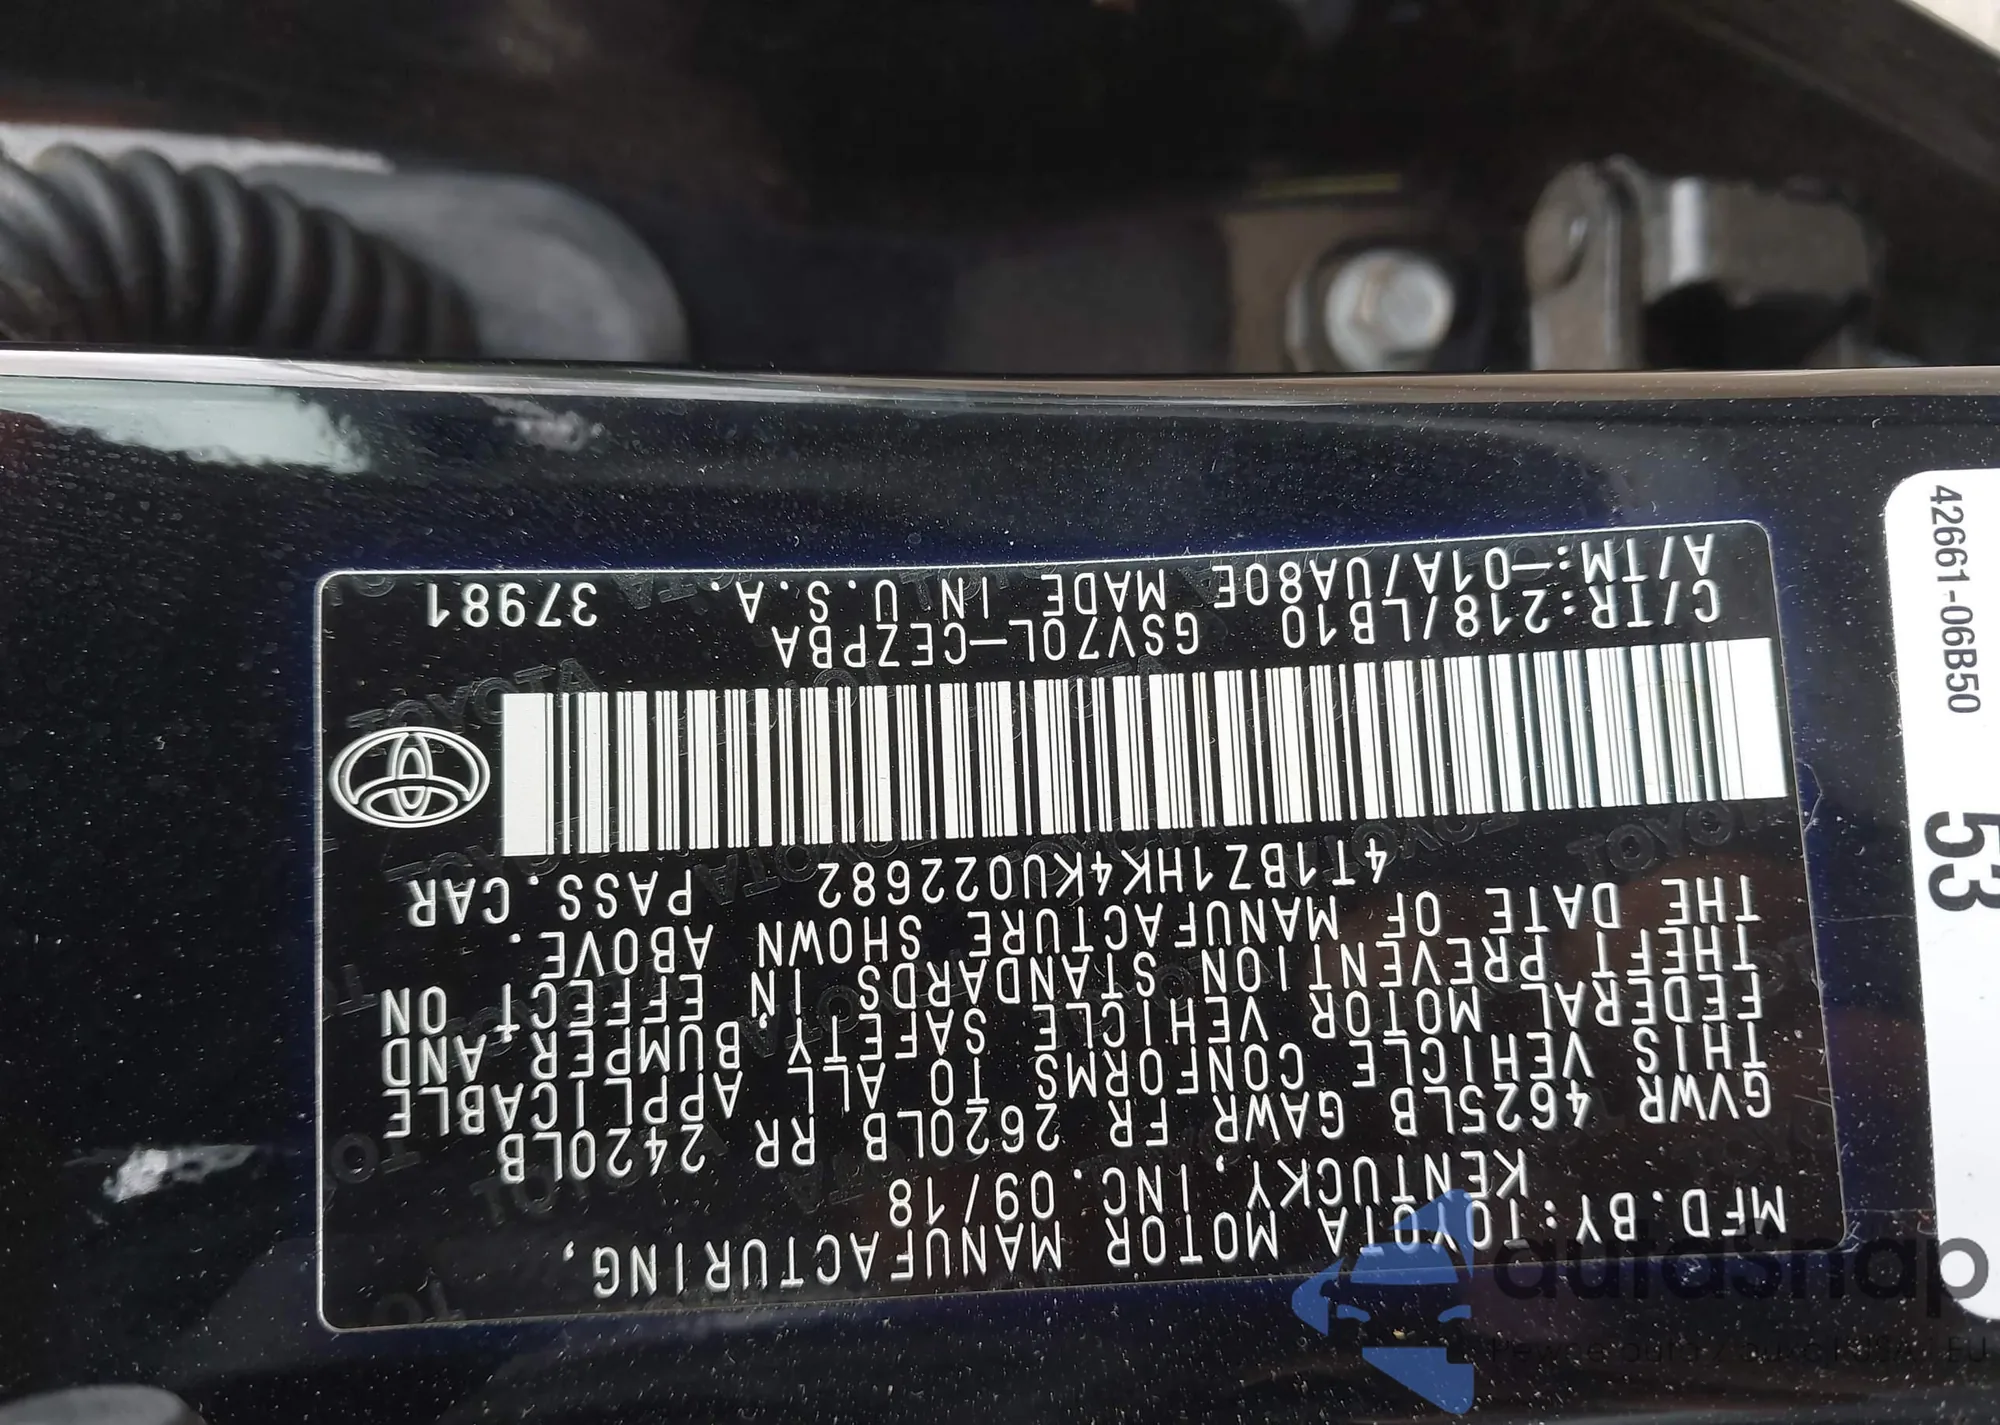 MFD. BY:TOYOTA MOTOR MANUFACTURING,
KENTUCKY, INC. 09/18
GVWR 4625LB GAWR FR 2620LB RR 2420LB
THIS VEHICLE CONFORMS TO ALL APPLICABLE
FEDERAL MOTOR VEHICLE SAFETY, BUMPER, AND
THEFT PREVENTION STANDARDS IN EFFECT ON
THE DATE OF MANUFACTURE SHOWN ABOVE.
4T1BZ1HK4KU022682 PASS. CAR
C/TR:218/LB10 GSV70L-CEZPBA
A/TM:-01A/UA80E MADE IN U.S.A. 37981
426661-06B50
53
autosnap